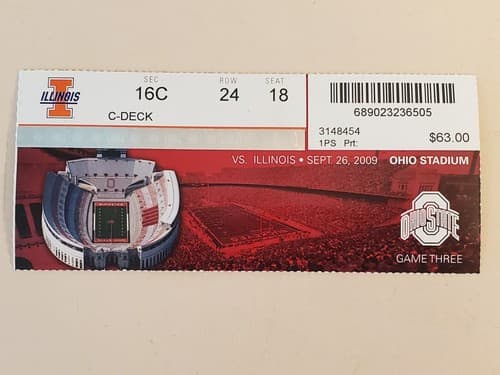 ILLINOIS
SEC ROW SEAT
16C 24 18
C-DECK
689023236505
3148454
1PS Prt:
$63.00
VS. ILLINOIS • SEPT. 26, 2009 OHIO STADIUM
OHIO STATE
GAME THREE